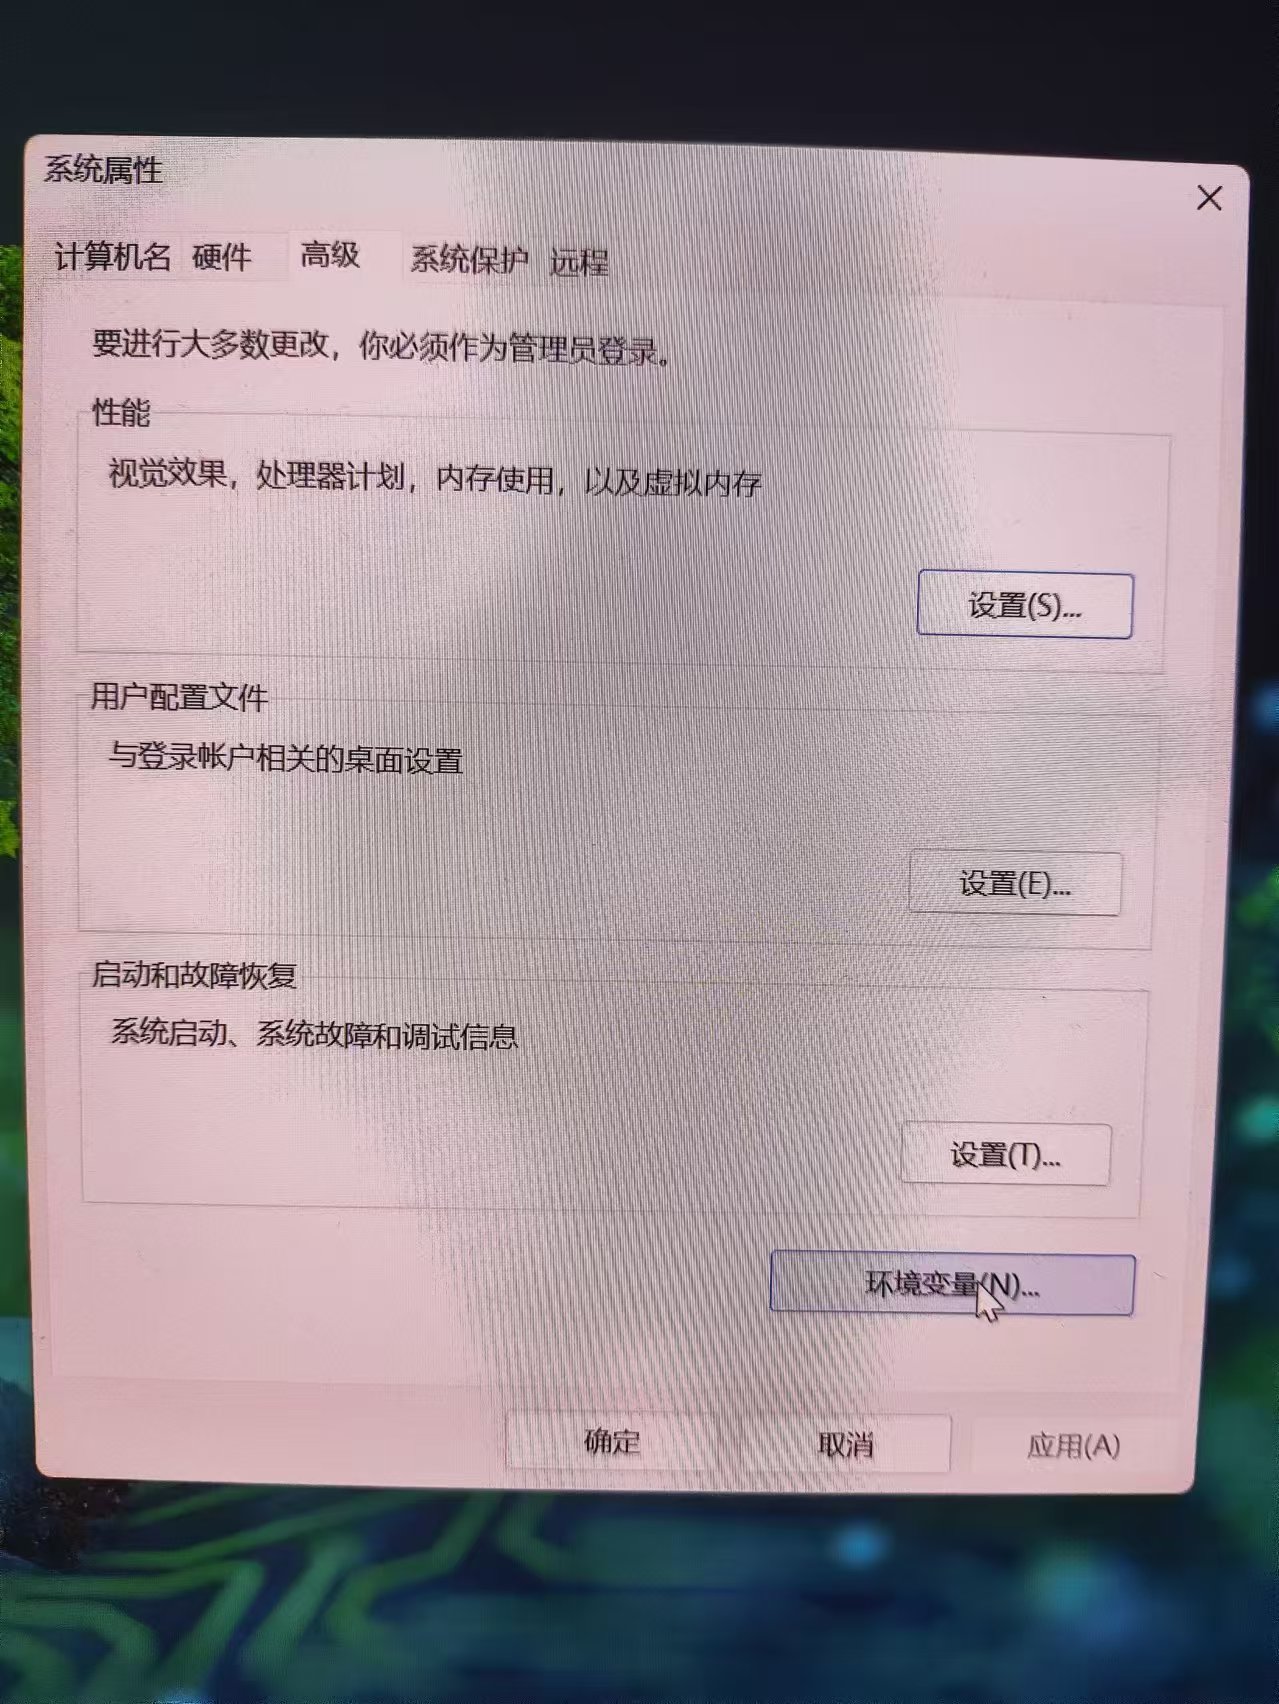 系统属性
计算机名 硬件 高级 系统保护 远程
要进行大多数更改，你必须作为管理员登录。
性能
视觉效果，处理器计划，内存使用，以及虚拟内存
设置(S)...
用户配置文件
与登录帐户相关的桌面设置
设置(E)...
启动和故障恢复
系统启动、系统故障和调试信息
设置(T)...
环境变量(N)...
确定 取消 应用(A)